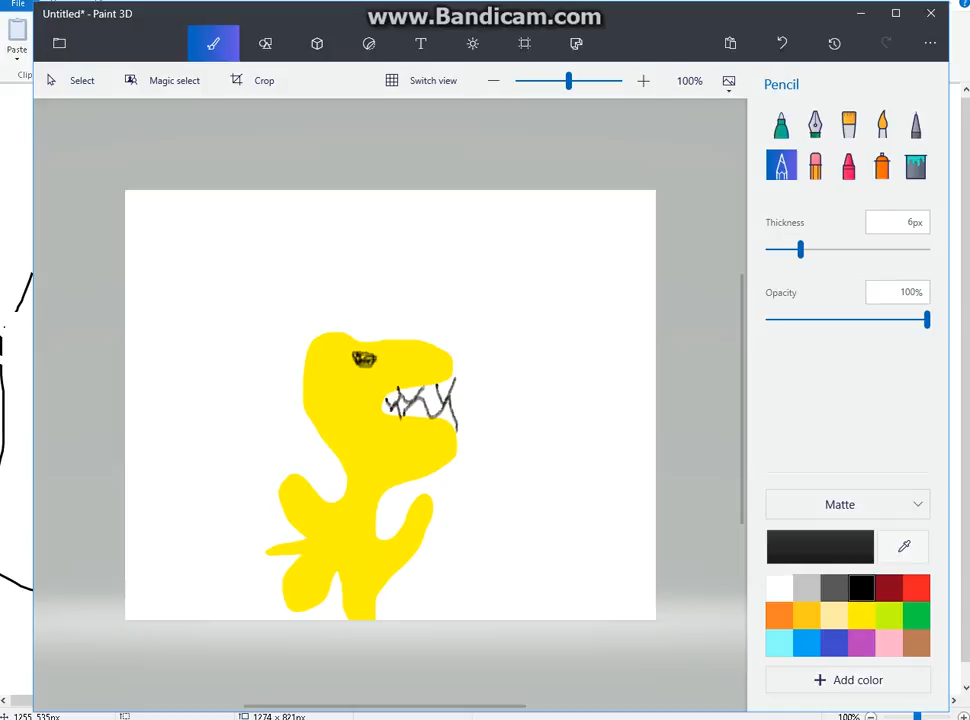 File
Untitled* - Paint 3D
www.Bandicam.com
Paste
Clip
Select
Magic select
Crop
Switch view
100%
Pencil
Thickness
6px
Opacity
100%
Matte
+ Add color
1255, 535px
1274 × 821px
100%